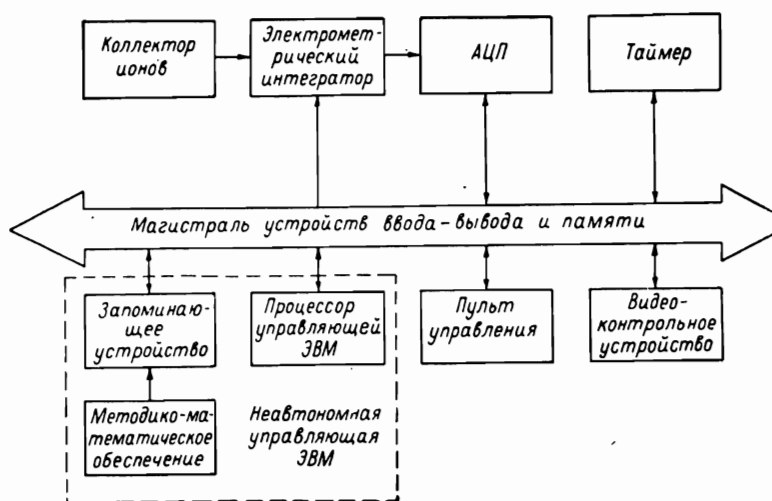 Коллектор
ионов
Электромет-
рический
интегратор
АЦП
Таймер
Магистраль устройств ввода-вывода и памяти
Запоминаю-
щее
устройство
Процессор
управляющей
ЭВМ
Пульт
управления
Видео-
контрольное
устройство
Методико-ма-
тематическое
обеспечение
Неавтономная
управляющая
ЭВМ